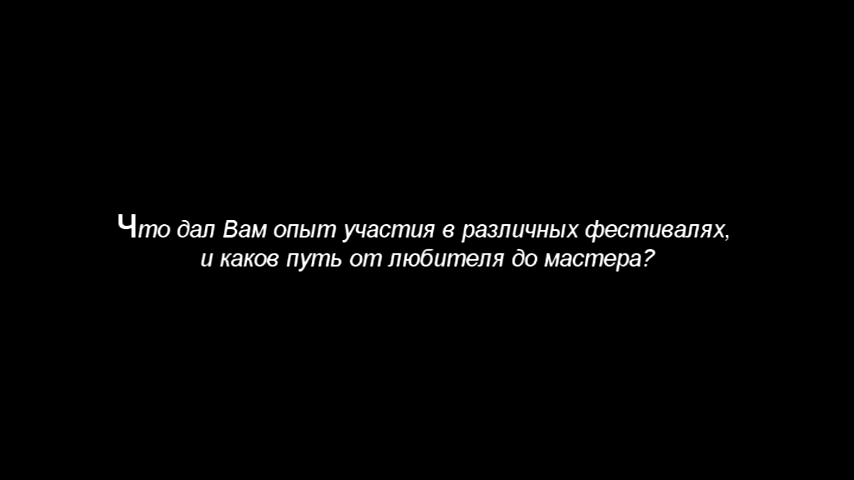 Что дал Вам опыт участия в различных фестивалях,
и каков путь от любителя до мастера?